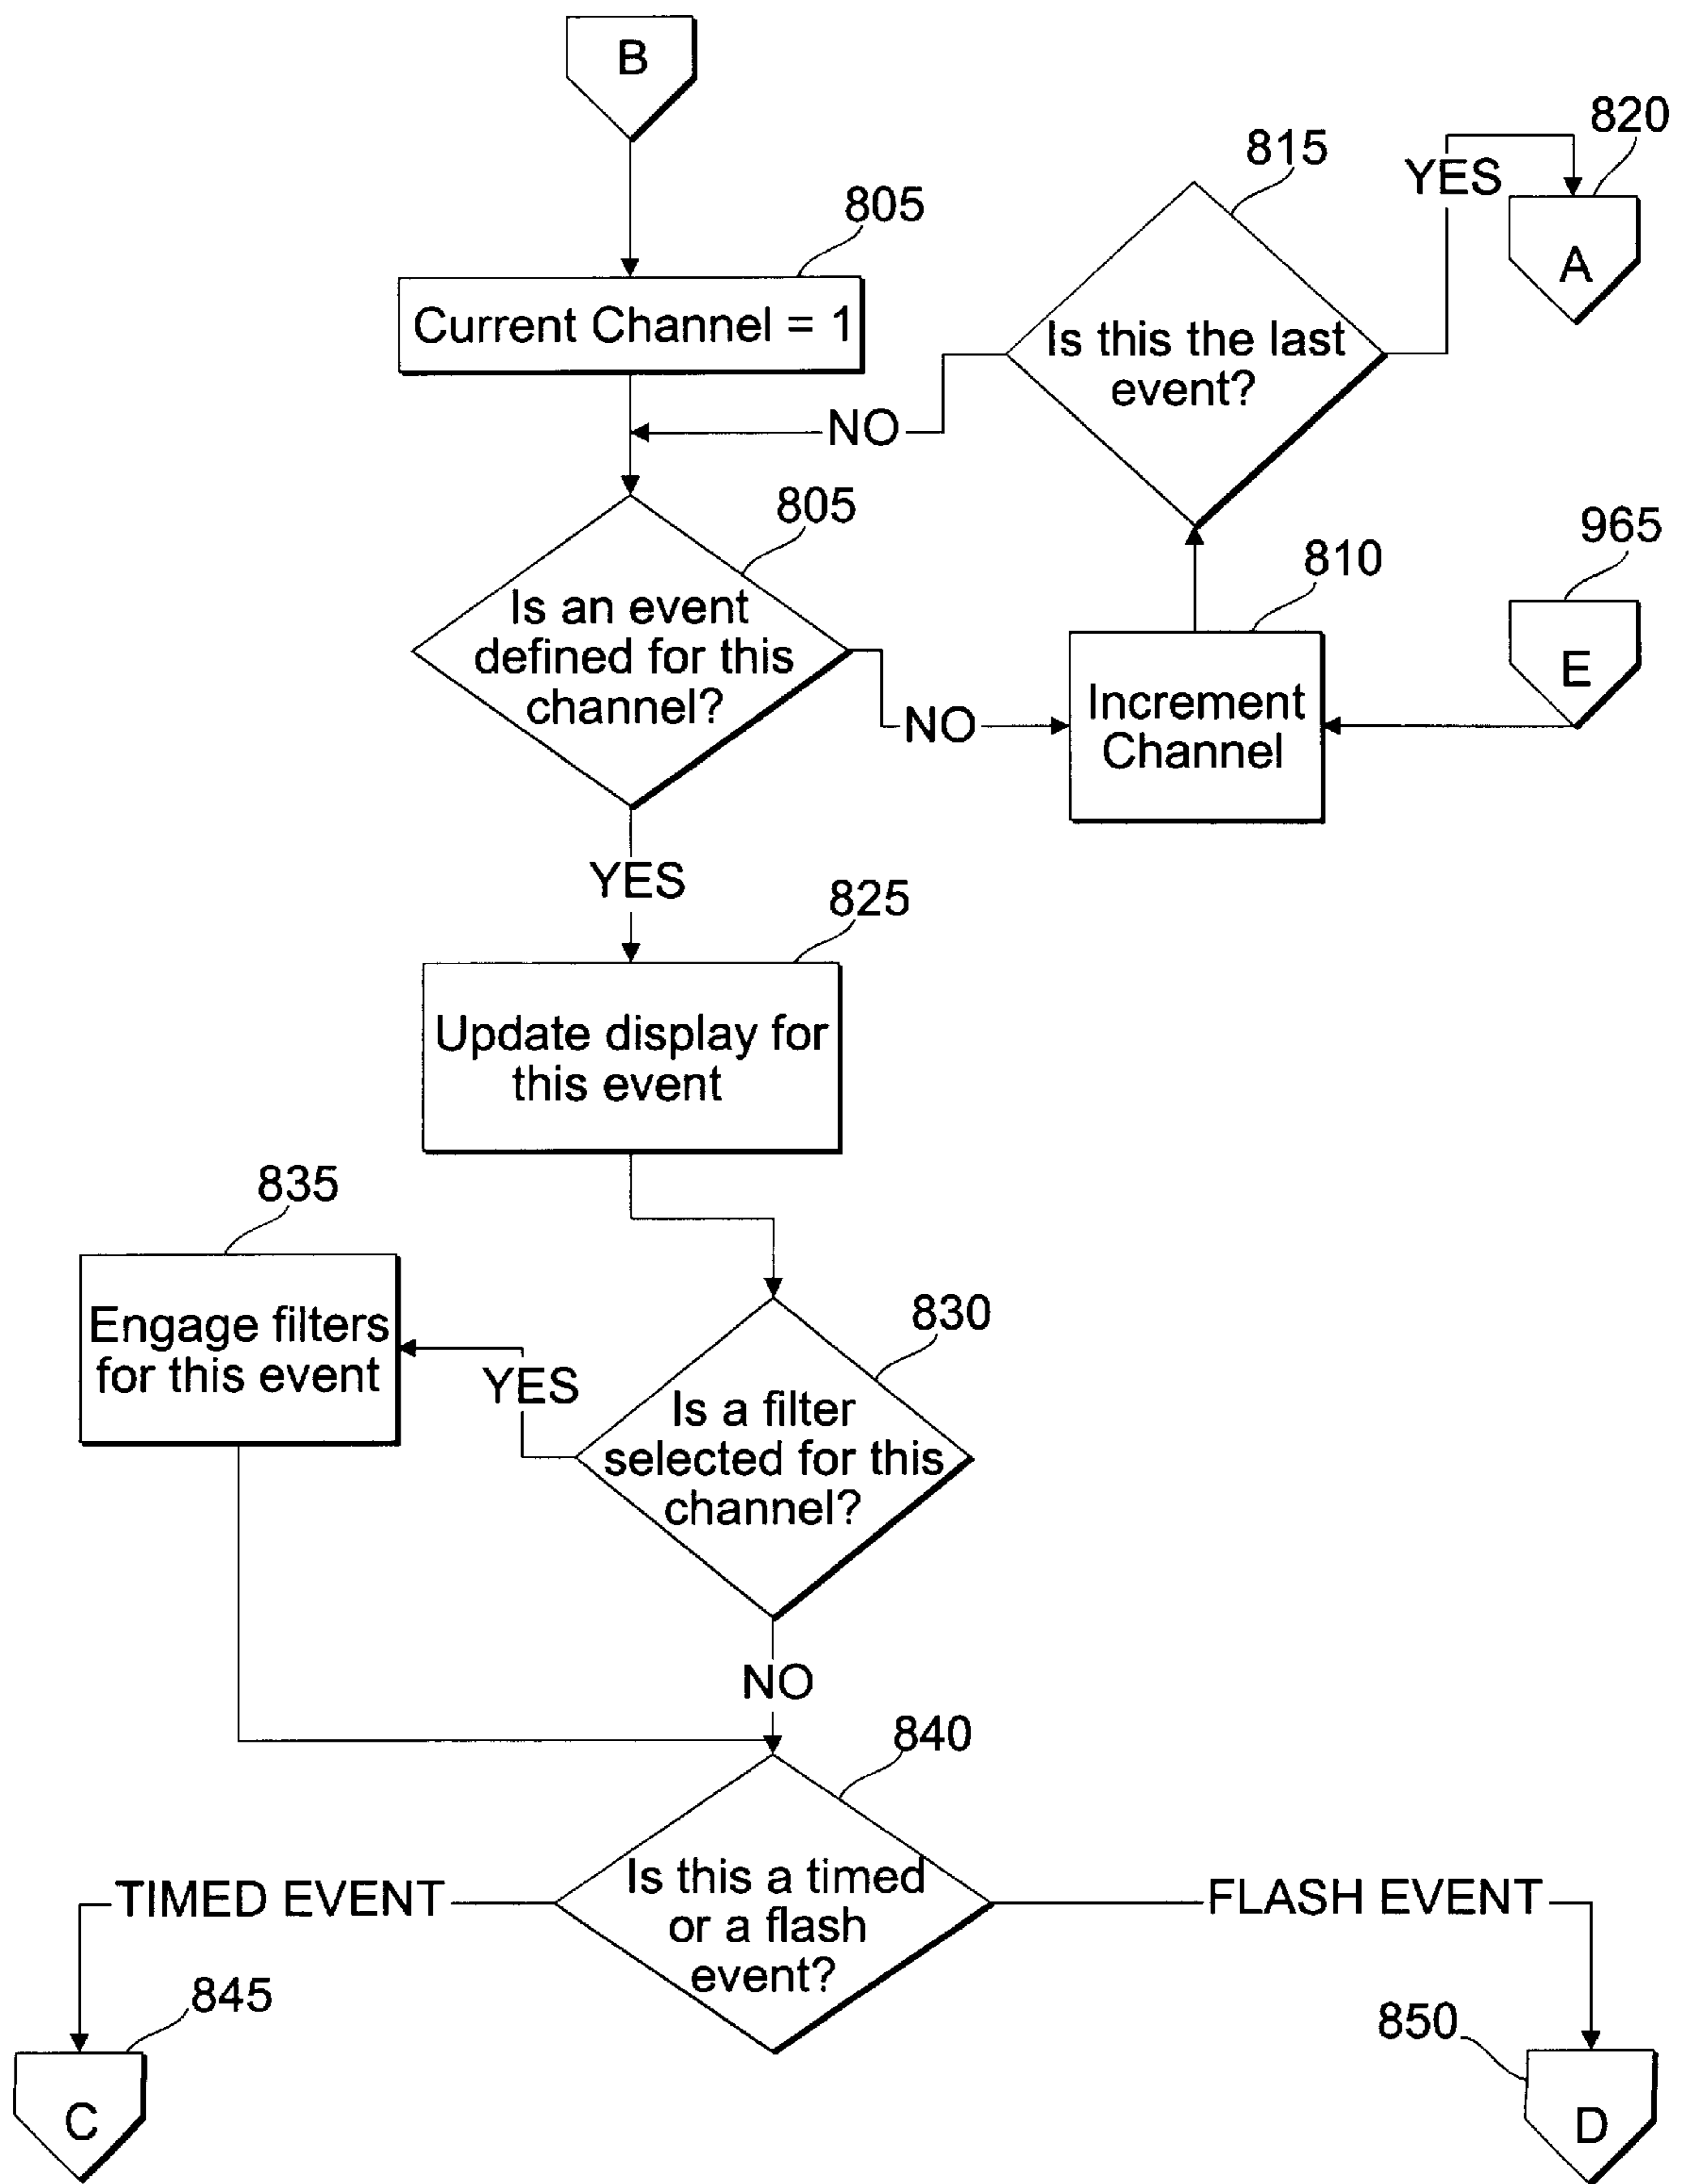 B
820
815
YES
805
A
Current Channel = 1
Is this the last
event?
NO
805
965
810
Is an event
defined for this
channel?
E
NO
Increment
Channel
YES
825
Update display for
this event
835
830
Engage filters
for this event
YES
Is a filter
selected for this
channel?
NO
840
TIMED EVENT
Is this a timed
or a flash
event?
FLASH EVENT
845
850
C
D